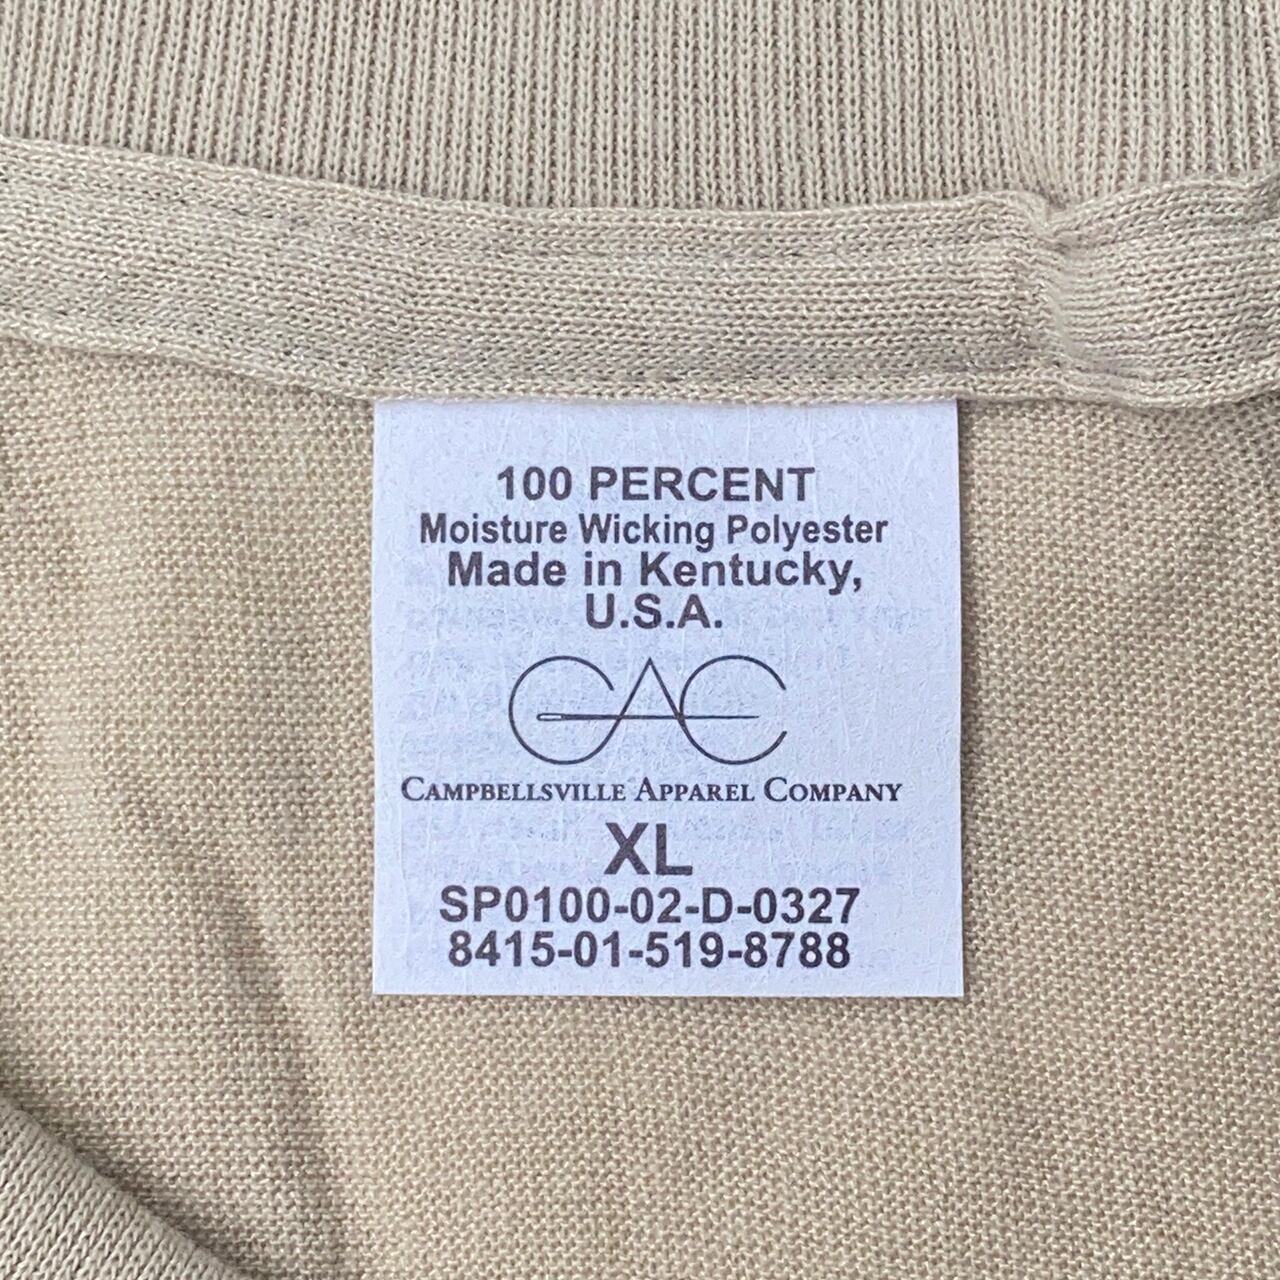 100 PERCENT
Moisture Wicking Polyester
Made in Kentucky,
U.S.A.
CAC
CAMPBELLSVILLE APPAREL COMPANY
XL
SP0100-02-D-0327
8415-01-519-8788